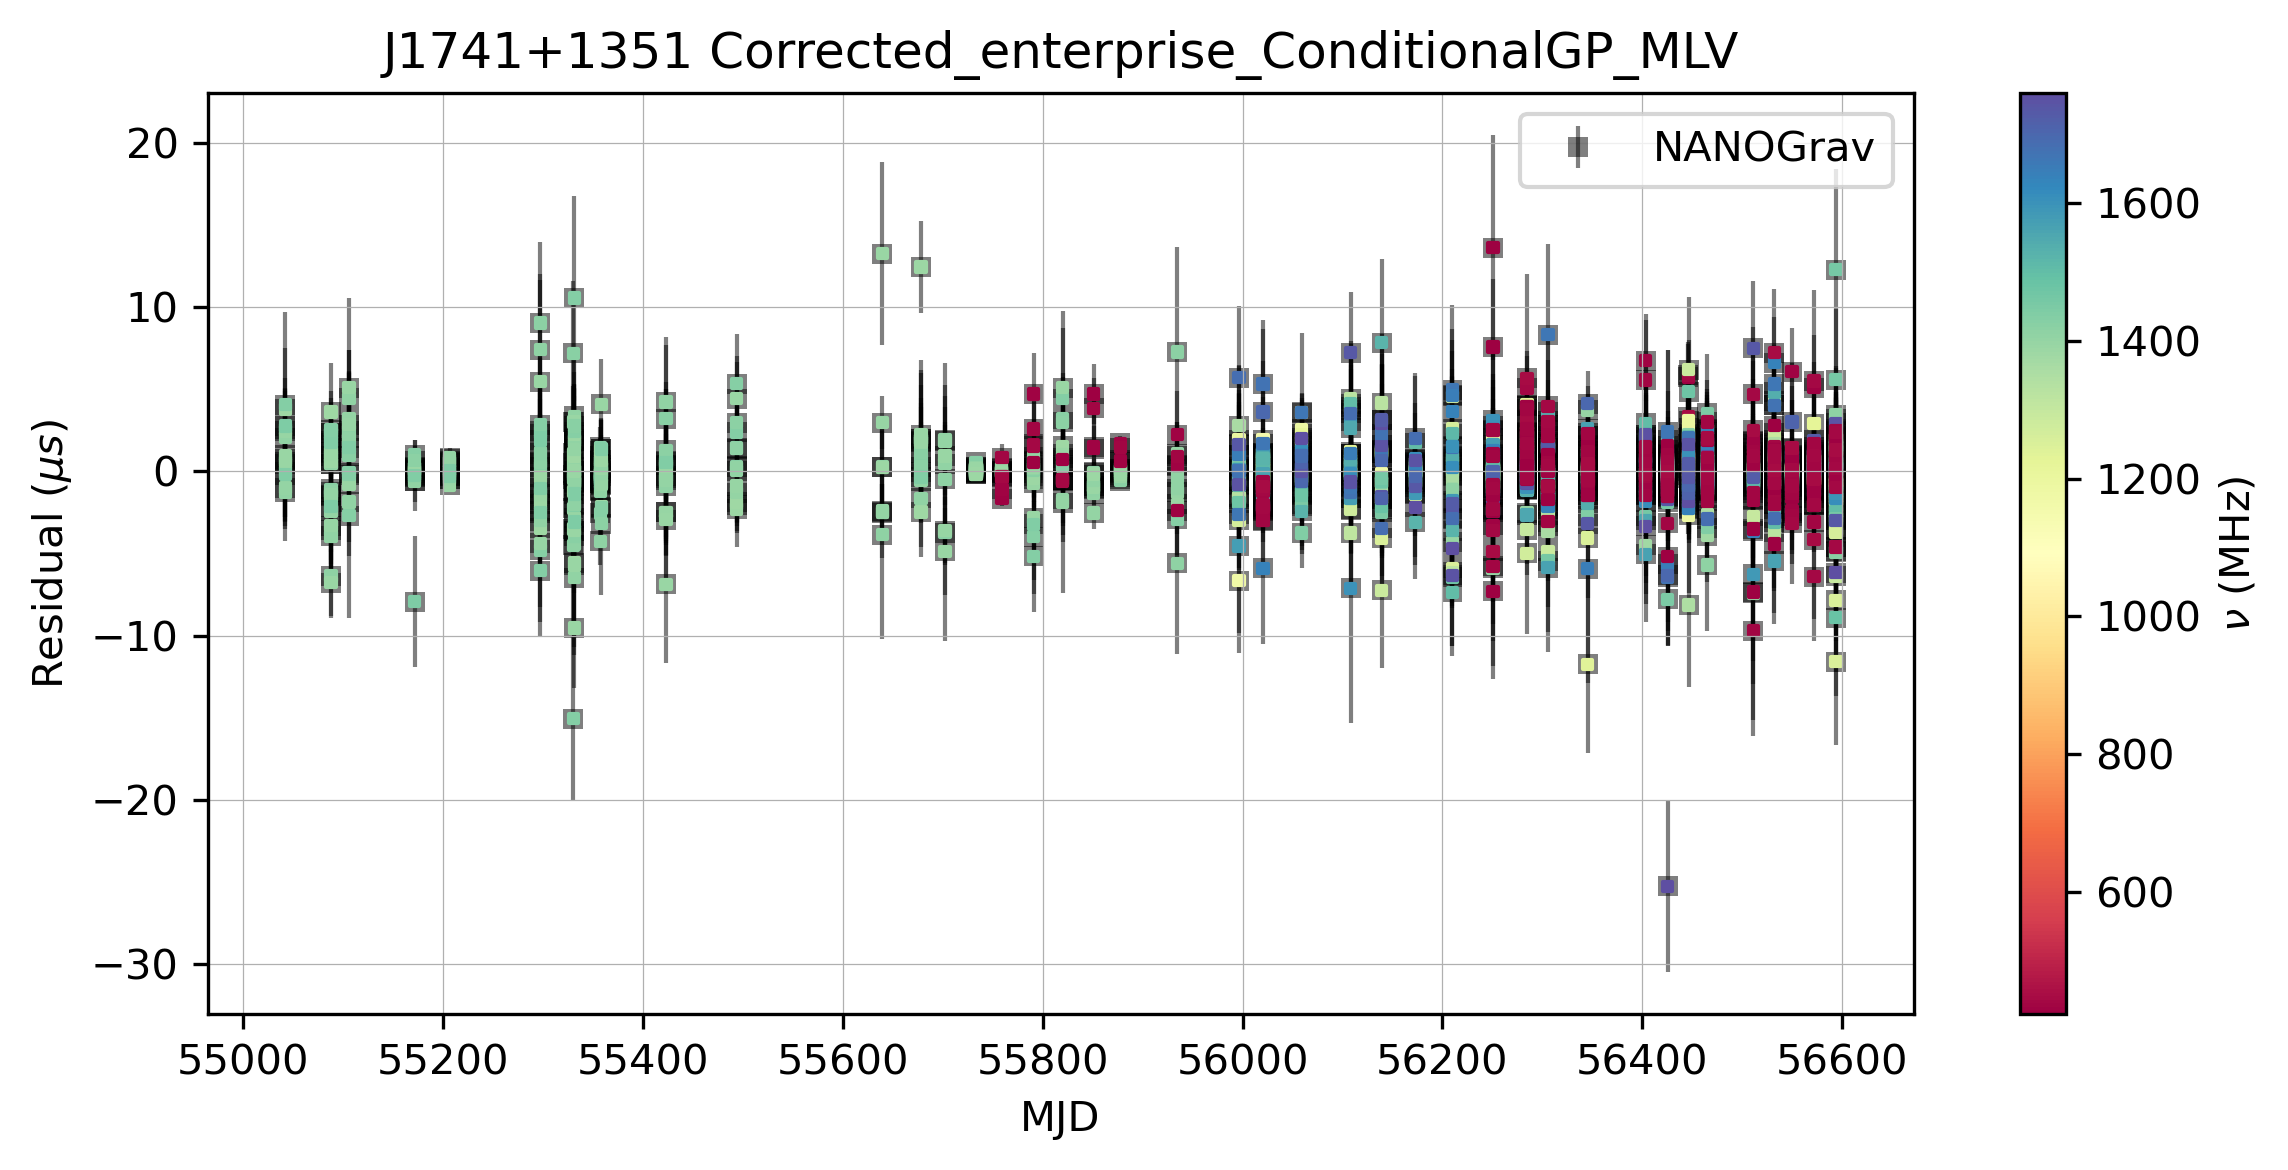 J1741+1351 Corrected_enterprise_ConditionalGP_MLV
NANOGrav
20
10
0
−10
−20
−30
Residual (μs)
55000 55200 55400 55600 55800 56000 56200 56400 56600
MJD
1600
1400
1200
1000
800
600
ν (MHz)